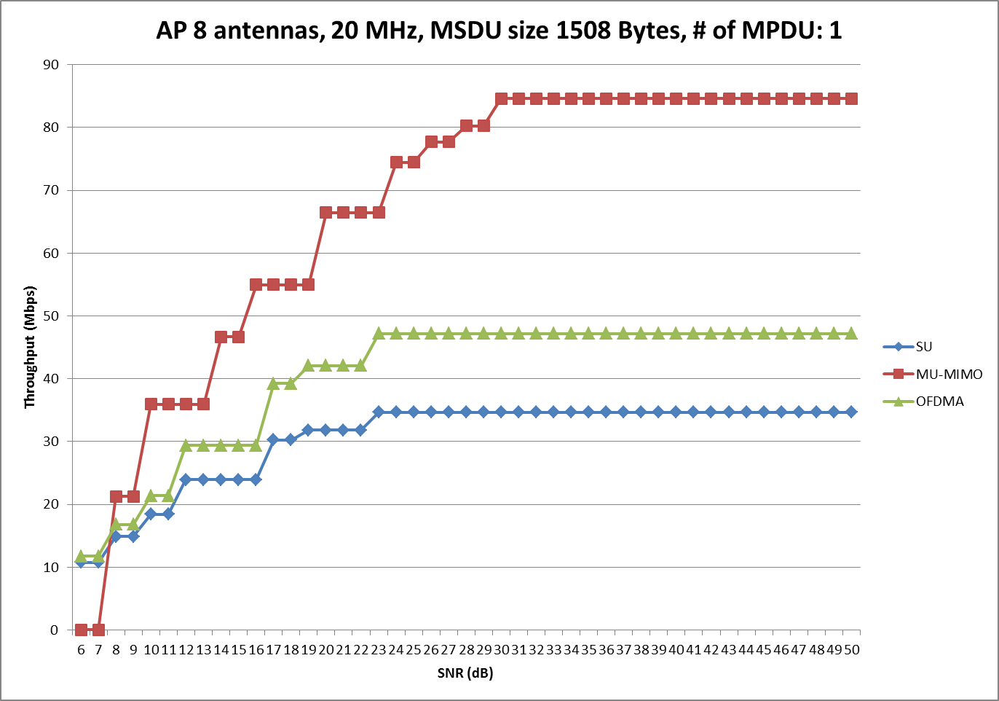 AP 8 antennas, 20 MHz, MSDU size 1508 Bytes, # of MPDU: 1
90
80
70
60
50
40
30
20
10
0
Throughput (Mbps)
6 7 8 9 10 11 12 13 14 15 16 17 18 19 20 21 22 23 24 25 26 27 28 29 30 31 32 33 34 35 36 37 38 39 40 41 42 43 44 45 46 47 48 49 50
SNR (dB)
SU
MU-MIMO
OFDMA